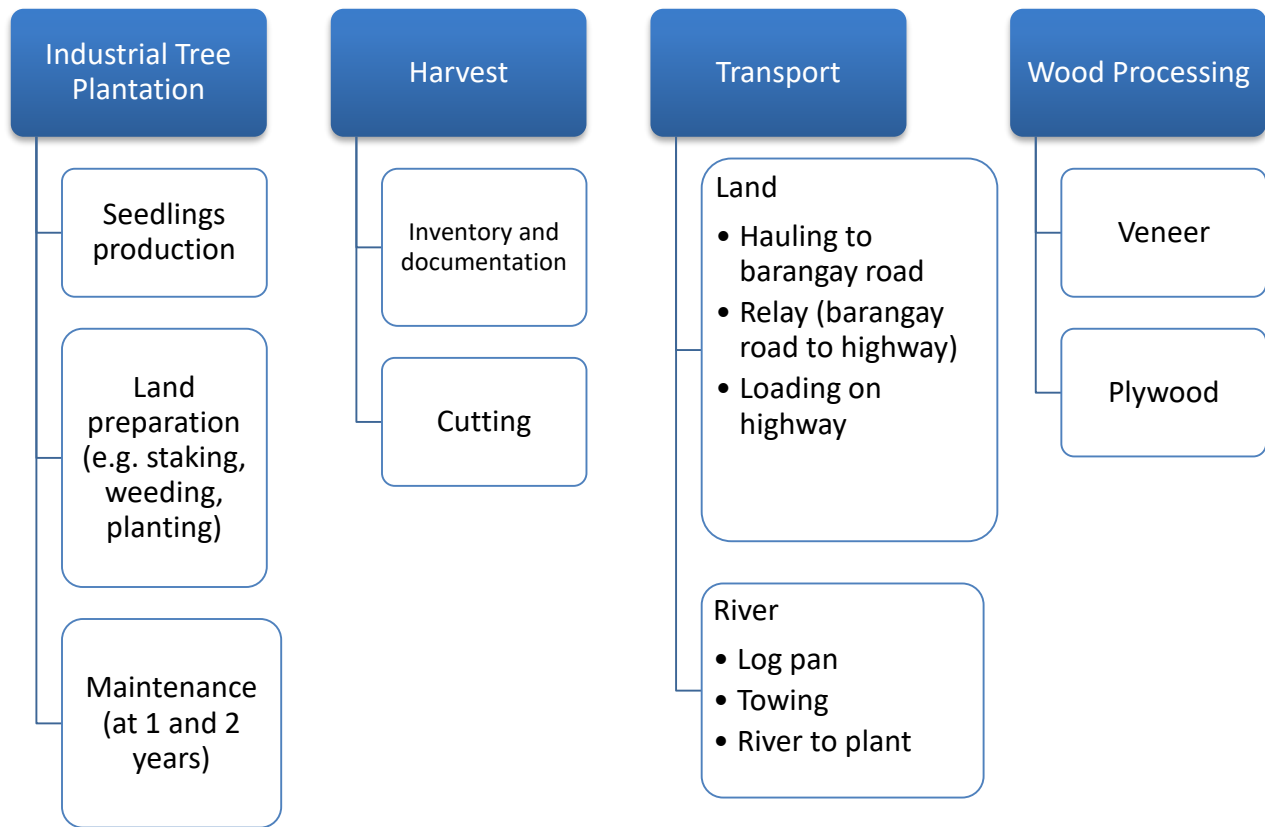 Industrial Tree
Plantation
Seedlings
production
Land
preparation
(e.g. staking,
weeding,
planting)
Maintenance
(at 1 and 2
years)
Harvest
Inventory and
documentation
Cutting
Transport
Land
• Hauling to
barangay road
• Relay (barangay
road to highway)
• Loading on
highway
River
• Log pan
• Towing
• River to plant
Wood Processing
Veneer
Plywood